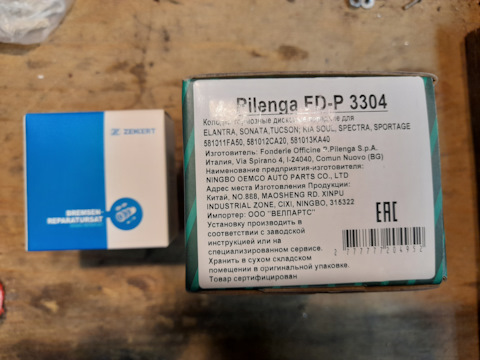 ZEKKERT
BREMSEN-
REPARATURSAT
Pilenga FD-P 3304
Колодки тормозные дисковые передние для
ELANTRA, SONATA,TUCSON; KIA SOUL, SPECTRA, SPORTAGE
581011FA50, 581012CA20, 581013KA40
Изготовитель: Fonderie Officine Pilenga S.p.A.
Италия, Via Spirano 4, I-24040, Comun Nuovo (BG)
Наименование предприятия-изготовителя:
NINGBO OEMCO AUTO PARTS CO., LTD
Адрес места Изготовления Продукции:
Китай, NO.888, MAOSHENG RD. XINPU
INDUSTRIAL ZONE, CIXI, NINGBO, 315322
Импортер: ООО "ВЕЛПАРТС"
Установку производить в
соответствии с заводской
инструкцией или на
специализированном сервисе.
Хранить в сухом складском
помещении в оригинальной упаковке.
Товар сертифицирован
EAC